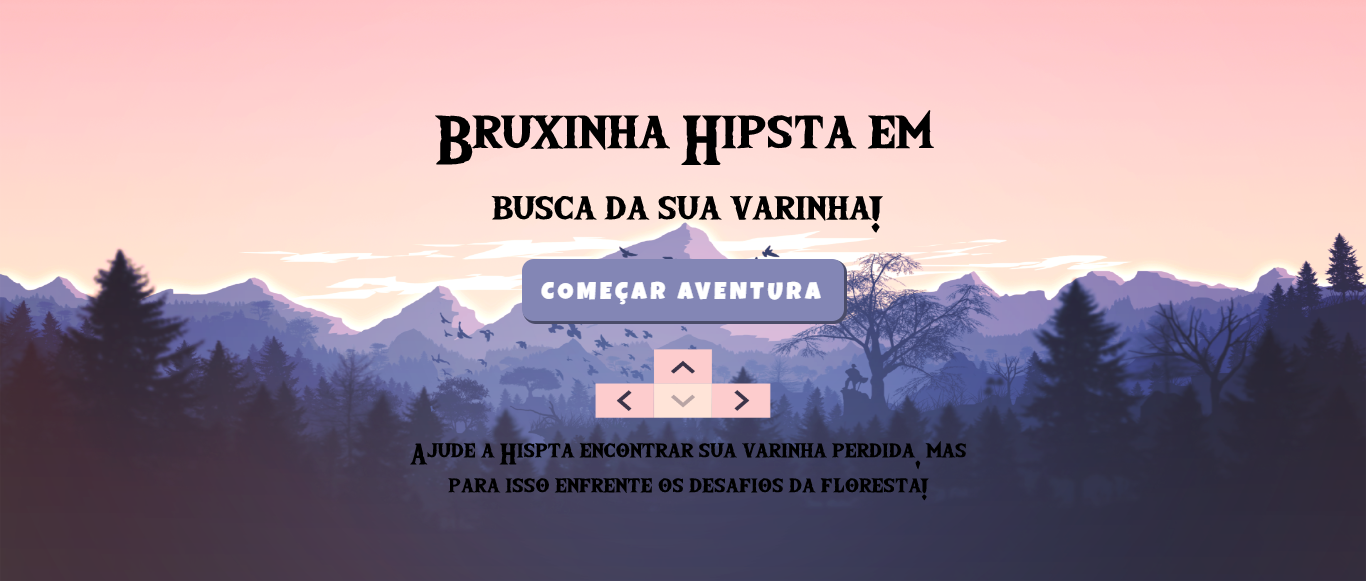 Bruxinha Hipsta em
busca da sua varinha!
COMEÇAR AVENTURA
Ajude a Hispta encontrar sua varinha perdida, mas
para isso enfrente os desafios da floresta!